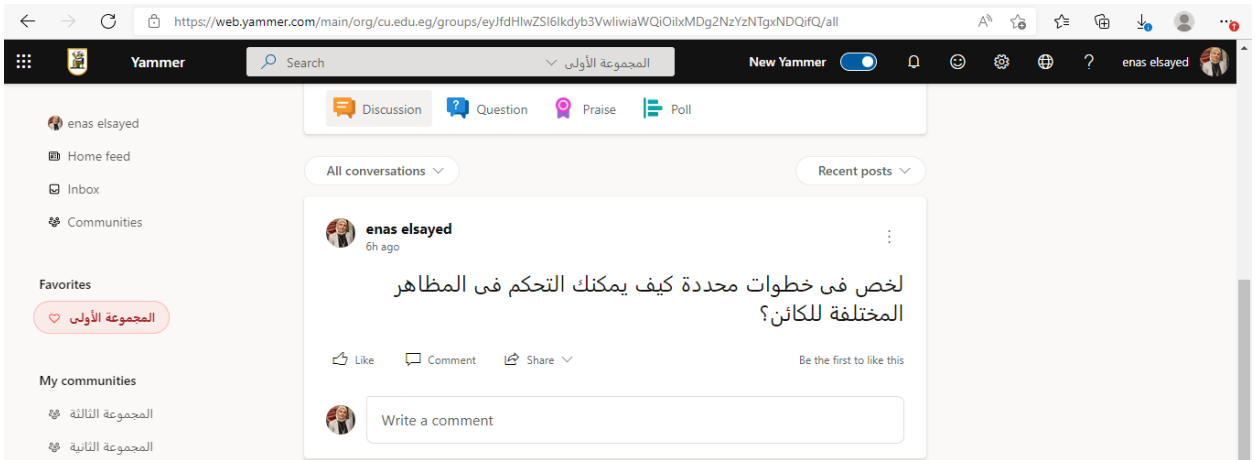 https://web.yammer.com/main/org/cu.edu.eg/groups/eyJfdHlwZSI6Ikdyb3VwIiwiaWQiOiIxMDg2NzYzNTgxNDQifQ/all
Yammer
Search
المجموعة الأولى
New Yammer
enas elsayed
enas elsayed
Home feed
Inbox
Communities
Favorites
المجموعة الأولى
My communities
المجموعة الثالثة
المجموعة الثانية
Discussion
Question
Praise
Poll
All conversations
Recent posts
enas elsayed
6h ago
لخص فى خطوات محددة كيف يمكنك التحكم فى المظاهر
المختلفة للكائن؟
Like
Comment
Share
Be the first to like this
Write a comment